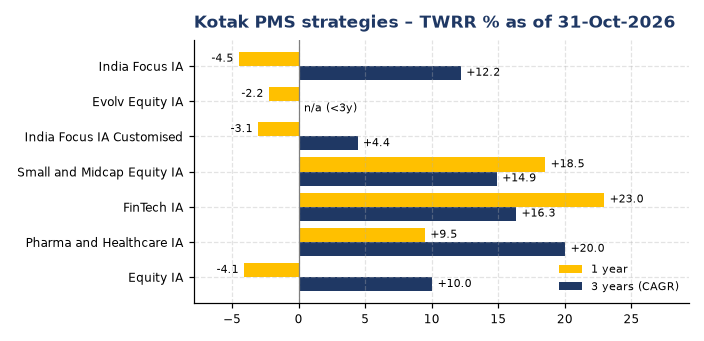 Kotak PMS strategies – TWRR % as of 31-Oct-2026
India Focus IA
-4.5
+12.2
Evolv Equity IA
-2.2
n/a (<3y)
India Focus IA Customised
-3.1
+4.4
Small and Midcap Equity IA
+18.5
+14.9
FinTech IA
+23.0
+16.3
Pharma and Healthcare IA
+9.5
+20.0
Equity IA
-4.1
+10.0
1 year
3 years (CAGR)
−5 0 5 10 15 20 25